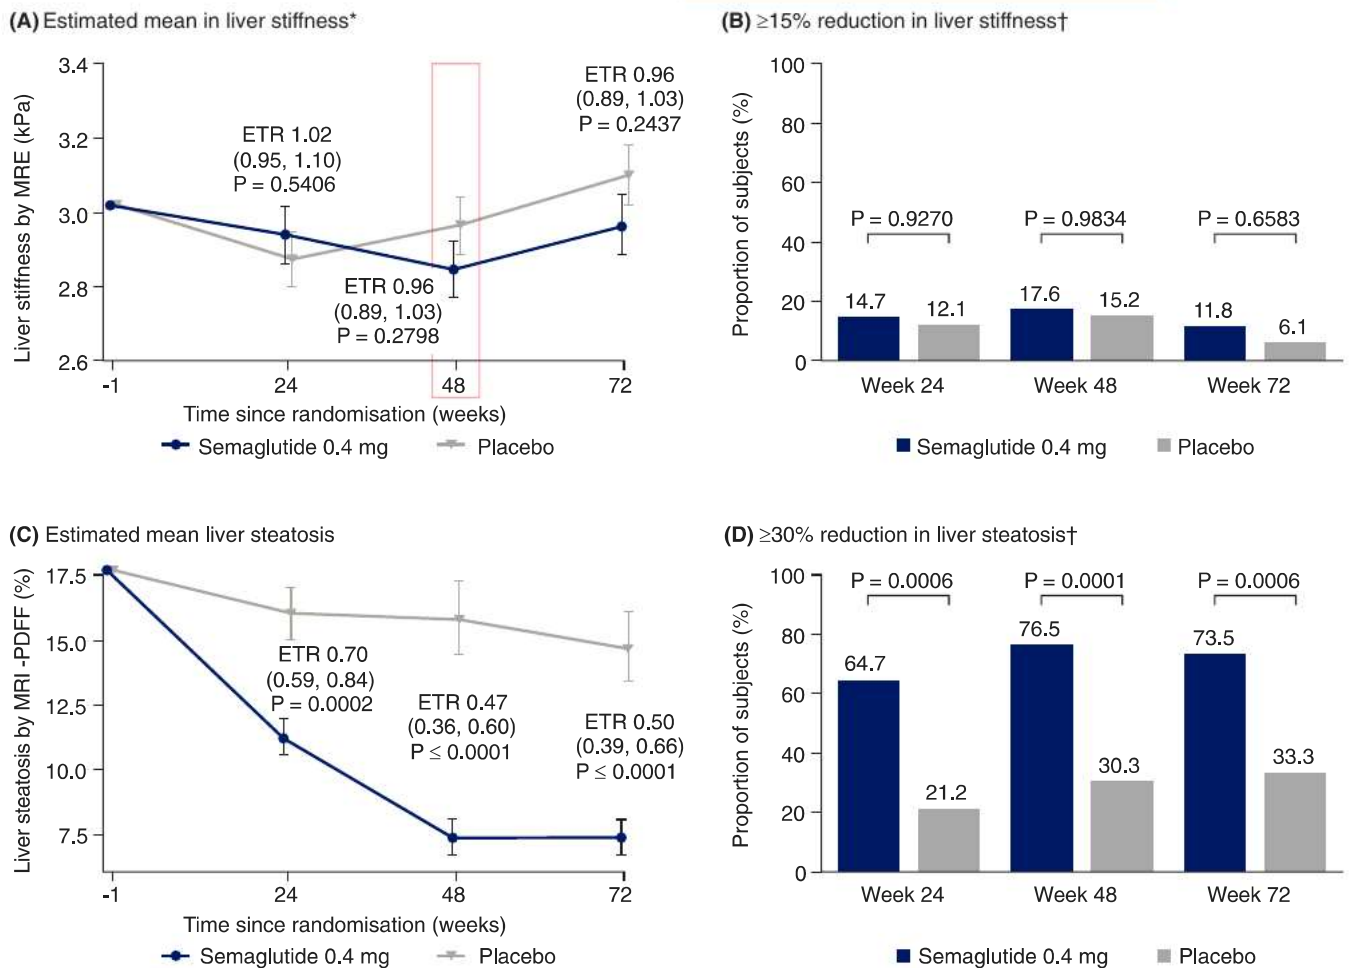 (A) Estimated mean in liver stiffness*
Liver stiffness by MRE (kPa)
3.4
3.2
3.0
2.8
2.6
ETR 1.02
(0.95, 1.10)
P = 0.5406
ETR 0.96
(0.89, 1.03)
P = 0.2798
ETR 0.96
(0.89, 1.03)
P = 0.2437
-1 24 48 72
Time since randomisation (weeks)
Semaglutide 0.4 mg Placebo
(B) ≥15% reduction in liver stiffness†
Proportion of subjects (%)
100
80
60
40
20
0
P = 0.9270 P = 0.9834 P = 0.6583
14.7 12.1 17.6 15.2 11.8 6.1
Week 24 Week 48 Week 72
Semaglutide 0.4 mg Placebo
(C) Estimated mean liver steatosis
Liver steatosis by MRI -PDFF (%)
17.5
15.0
12.5
10.0
7.5
ETR 0.70
(0.59, 0.84)
P = 0.0002
ETR 0.47
(0.36, 0.60)
P ≤ 0.0001
ETR 0.50
(0.39, 0.66)
P ≤ 0.0001
-1 24 48 72
Time since randomisation (weeks)
Semaglutide 0.4 mg Placebo
(D) ≥30% reduction in liver steatosis†
Proportion of subjects (%)
100
80
60
40
20
0
P = 0.0006 P = 0.0001 P = 0.0006
64.7 21.2 76.5 30.3 73.5 33.3
Week 24 Week 48 Week 72
Semaglutide 0.4 mg Placebo